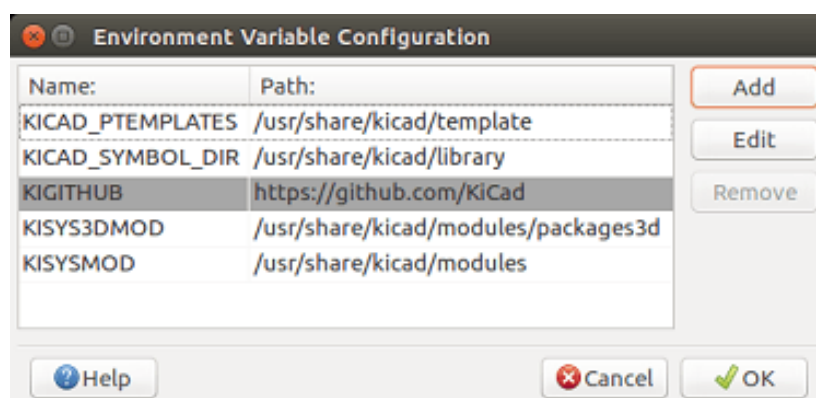 Environment Variable Configuration
Name: Path: Add
KICAD_PTEMPLATES /usr/share/kicad/template
Edit
KICAD_SYMBOL_DIR /usr/share/kicad/library
KIGITHUB https://github.com/KiCad Remove
KISYS3DMOD /usr/share/kicad/modules/packages3d
KISYSMOD /usr/share/kicad/modules
Help Cancel OK